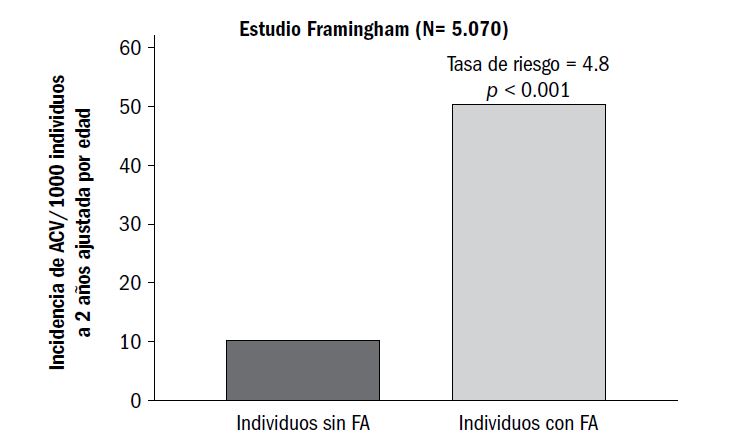 Estudio Framingham (N= 5.070)
Incidencia de ACV/1000 individuos
a 2 años ajustada por edad
60
50
40
30
20
10
0
Tasa de riesgo = 4.8
p < 0.001
Individuos sin FA
Individuos con FA